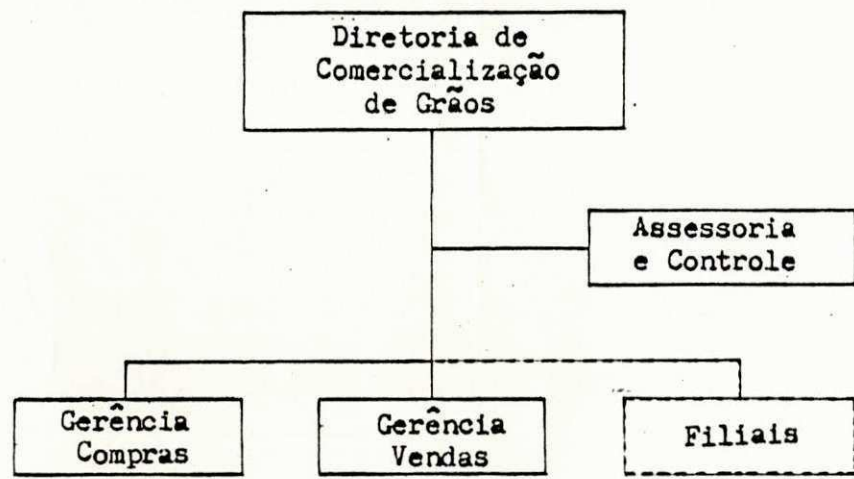 Diretoria de
Comercialização
de Grãos
Assessoria
e Controle
Gerência
Compras
Gerência
Vendas
Filiais